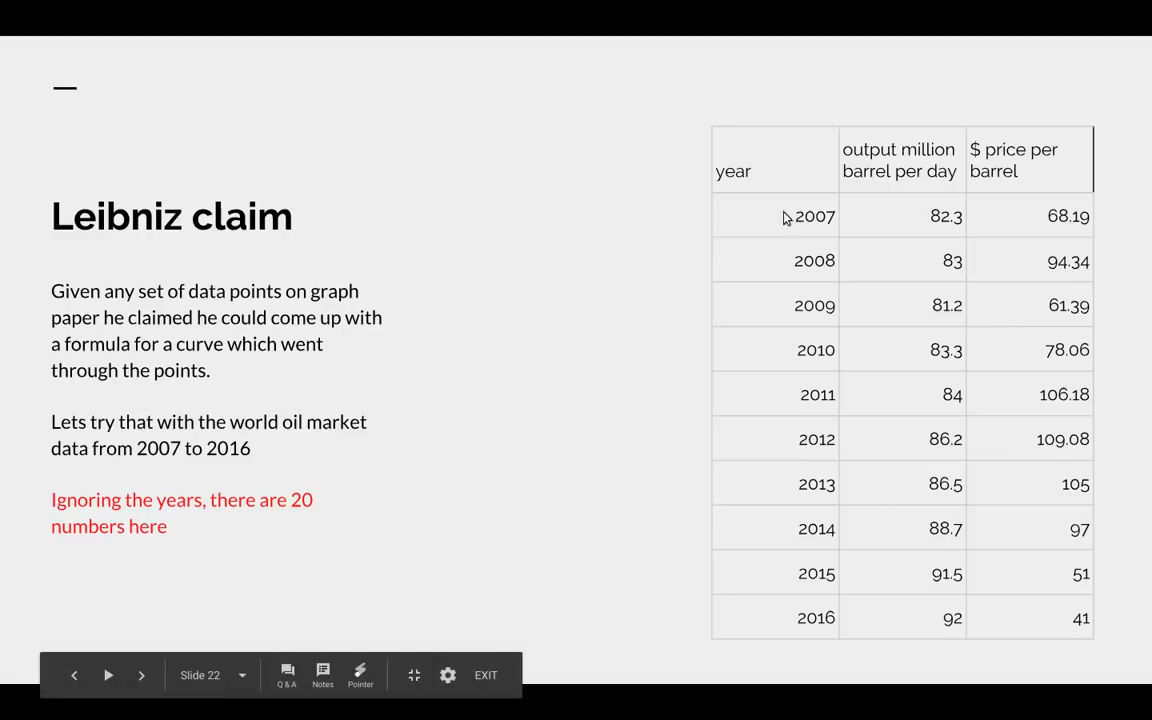 Leibniz claim
Given any set of data points on graph
paper he claimed he could come up with
a formula for a curve which went
through the points.
Lets try that with the world oil market
data from 2007 to 2016
Ignoring the years, there are 20
numbers here
year output million barrel per day $ price per barrel
2007 82.3 68.19
2008 83 94.34
2009 81.2 61.39
2010 83.3 78.06
2011 84 106.18
2012 86.2 109.08
2013 86.5 105
2014 88.7 97
2015 91.5 51
2016 92 41
Slide 22 Q & A Notes Pointer EXIT